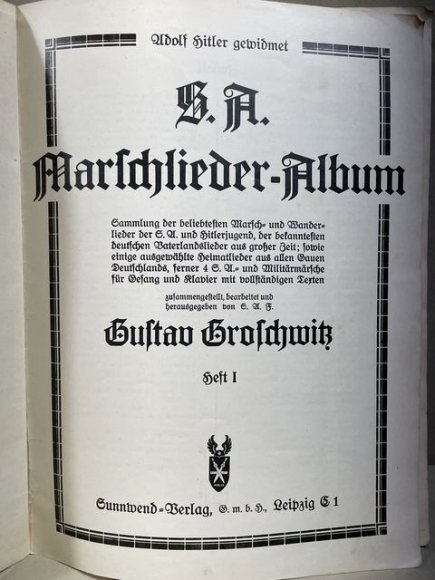 Adolf Hitler gewidmet
S. A.
Marschlieder-Album
Sammlung der beliebtesten Marsch- und Wander-
lieder der S. A. und Hitlerjugend, der bekanntesten
deutschen Vaterlandslieder aus großer Zeit; sowie
einige ausgewählte Heimatlieder aus allen Gauen
Deutschlands, ferner 4 S. A.- und Militärmärsche
für Gesang und Klavier mit vollständigen Texten
zusammengestellt, bearbeitet und
herausgegeben von S. A. F.
Gustav Groschwitz
Heft I
Sunnwend-Verlag, G. m. b. H., Leipzig C 1